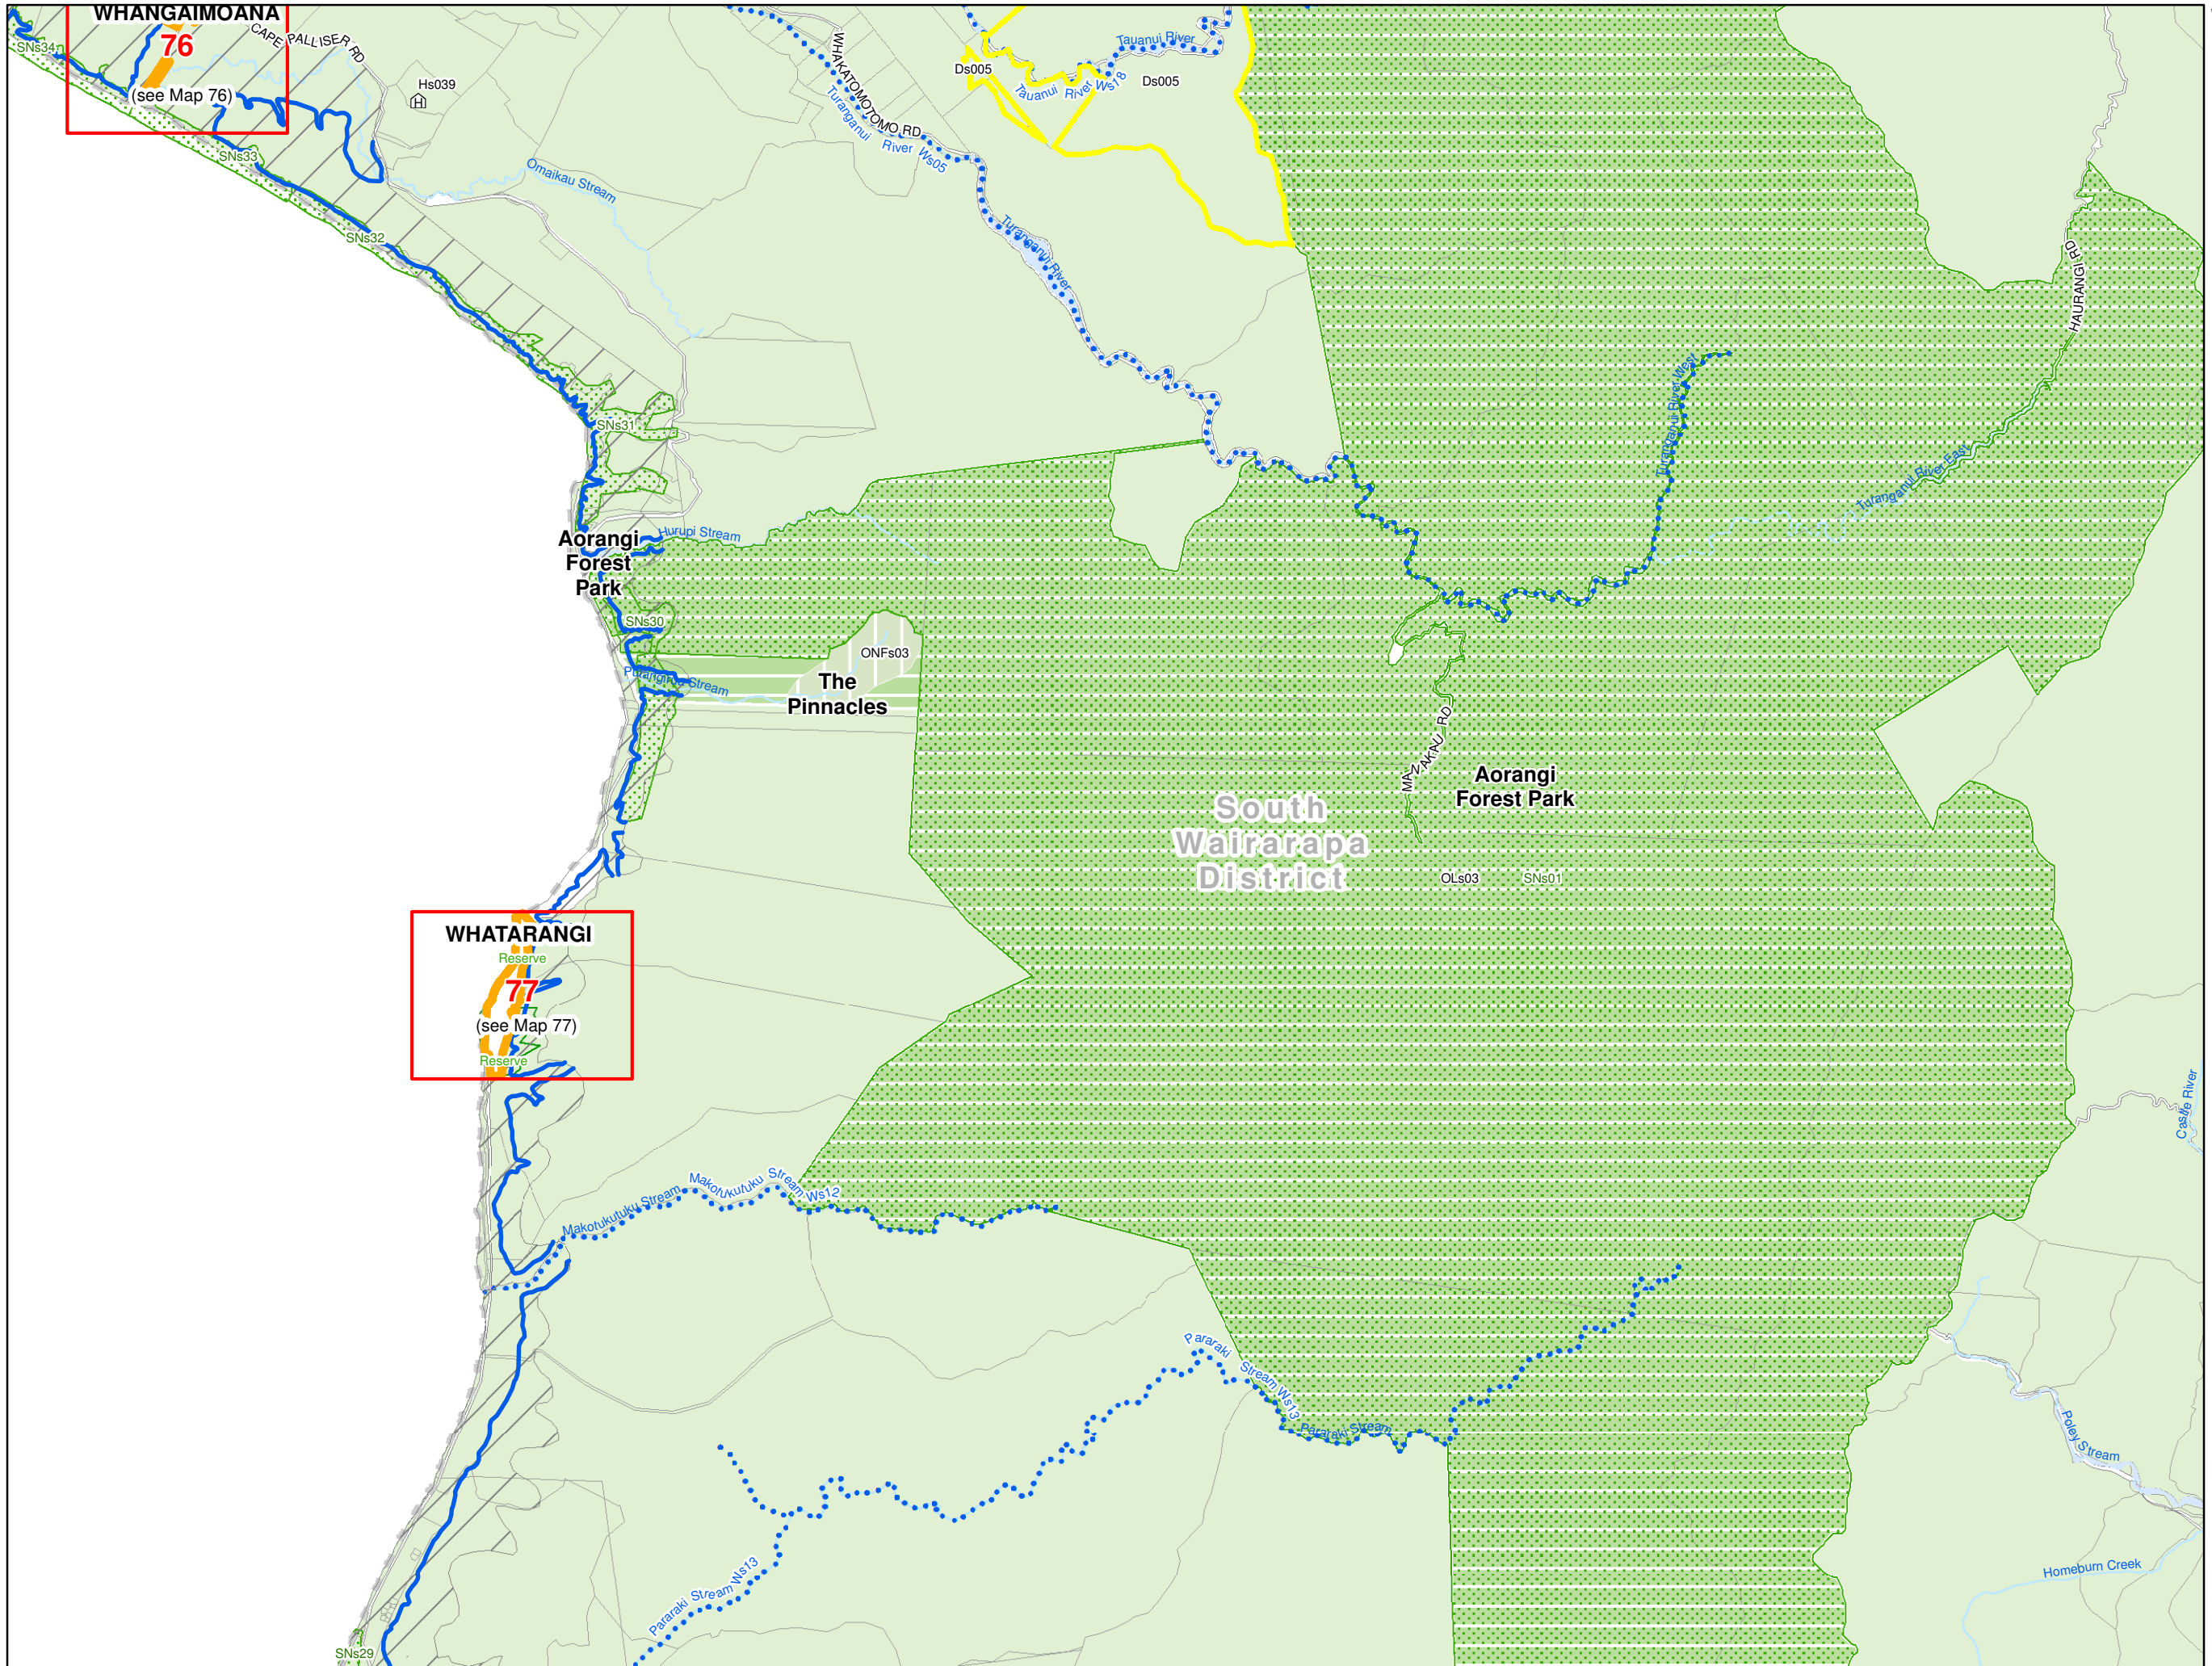 WHANGAIMOANA
76
(see Map 76)
SNs34
CAPE PALLISER RD
Hs039
SNs33
SNs32
Omaikau Stream
WHAKATOMOTOMO RD
Turanganui River Ws05
Turanganui River
Tauanui River
Ds005
Ds005
Tauanui River Ws18
HAURANGI RD
SNs31
Turanganui River West
Turanganui River East
Hurupi Stream
Aorangi
Forest
Park
SNs30
ONFs03
Putangirua Stream
The
Pinnacles
MANAKAU RD
Aorangi
Forest Park
South
Wairarapa
District
OLs03
SNs01
WHATARANGI
Reserve
77
(see Map 77)
Reserve
Castle River
Makotukutuku Stream
Makotukutuku Stream Ws12
Pararaki Stream Ws13
Pararaki Stream
Poley Stream
Homeburn Creek
Pararaki Stream Ws13
SNs29